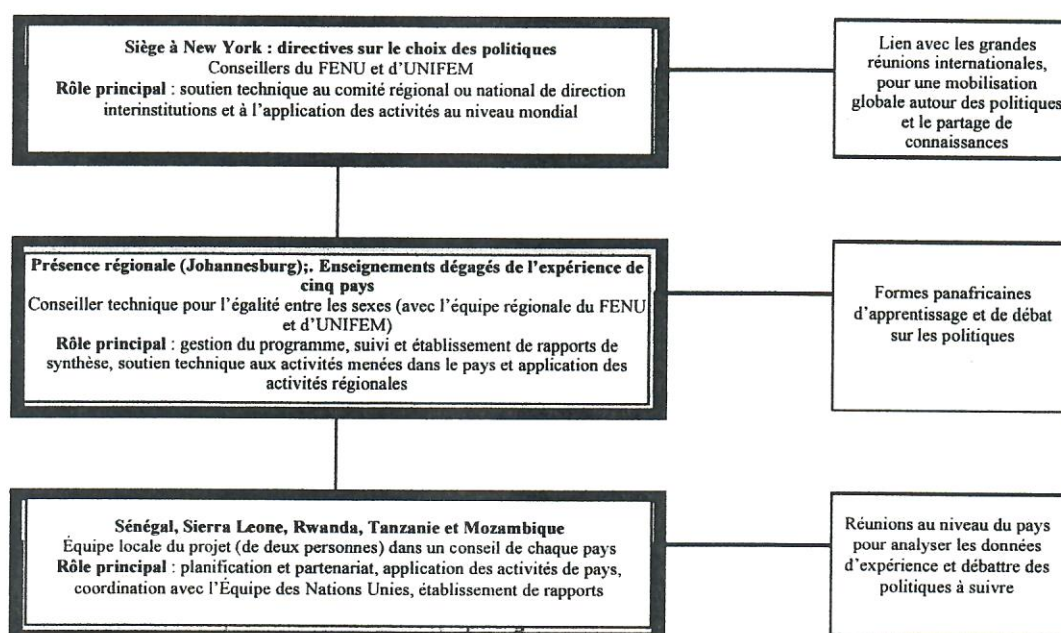 Siège à New York : directives sur le choix des politiques
Conseillers du FENU et d'UNIFEM
Rôle principal : soutien technique au comité régional ou national de direction
interinstitutions et à l'application des activités au niveau mondial
Lien avec les grandes
réunions internationales,
pour une mobilisation
globale autour des politiques
et le partage de
connaissances
Présence régionale (Johannesburg);. Enseignements dégagés de l'expérience de
cinq pays
Conseiller technique pour l'égalité entre les sexes (avec l'équipe régionale du FENU
et d'UNIFEM)
Rôle principal : gestion du programme, suivi et établissement de rapports de
synthèse, soutien technique aux activités menées dans le pays et application des
activités régionales
Formes panafricaines
d'apprentissage et de débat
sur les politiques
Sénégal, Sierra Leone, Rwanda, Tanzanie et Mozambique
Équipe locale du projet (de deux personnes) dans un conseil de chaque pays
Rôle principal : planification et partenariat, application des activités de pays,
coordination avec l'Équipe des Nations Unies, établissement de rapports
Réunions au niveau du pays
pour analyser les données
d'expérience et débattre des
politiques à suivre